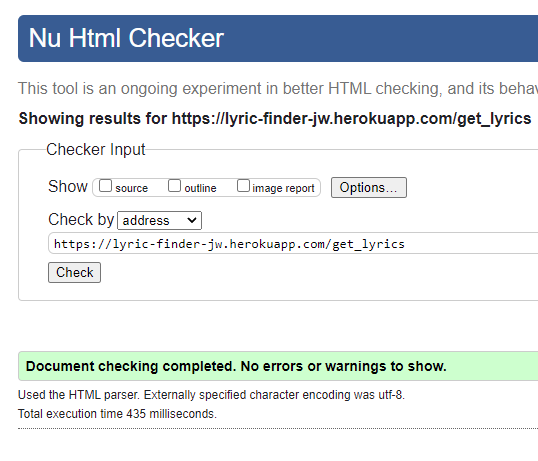 Nu Html Checker
This tool is an ongoing experiment in better HTML checking, and its
Showing results for https://lyric-finder-jw.herokuapp.com/get_lyrics
Checker Input
Show source outline image report Options...
Check by address
https://lyric-finder-jw.herokuapp.com/get_lyrics
Check
Document checking completed. No errors or warnings to show.
Used the HTML parser. Externally specified character encoding was utf-8.
Total execution time 435 milliseconds.